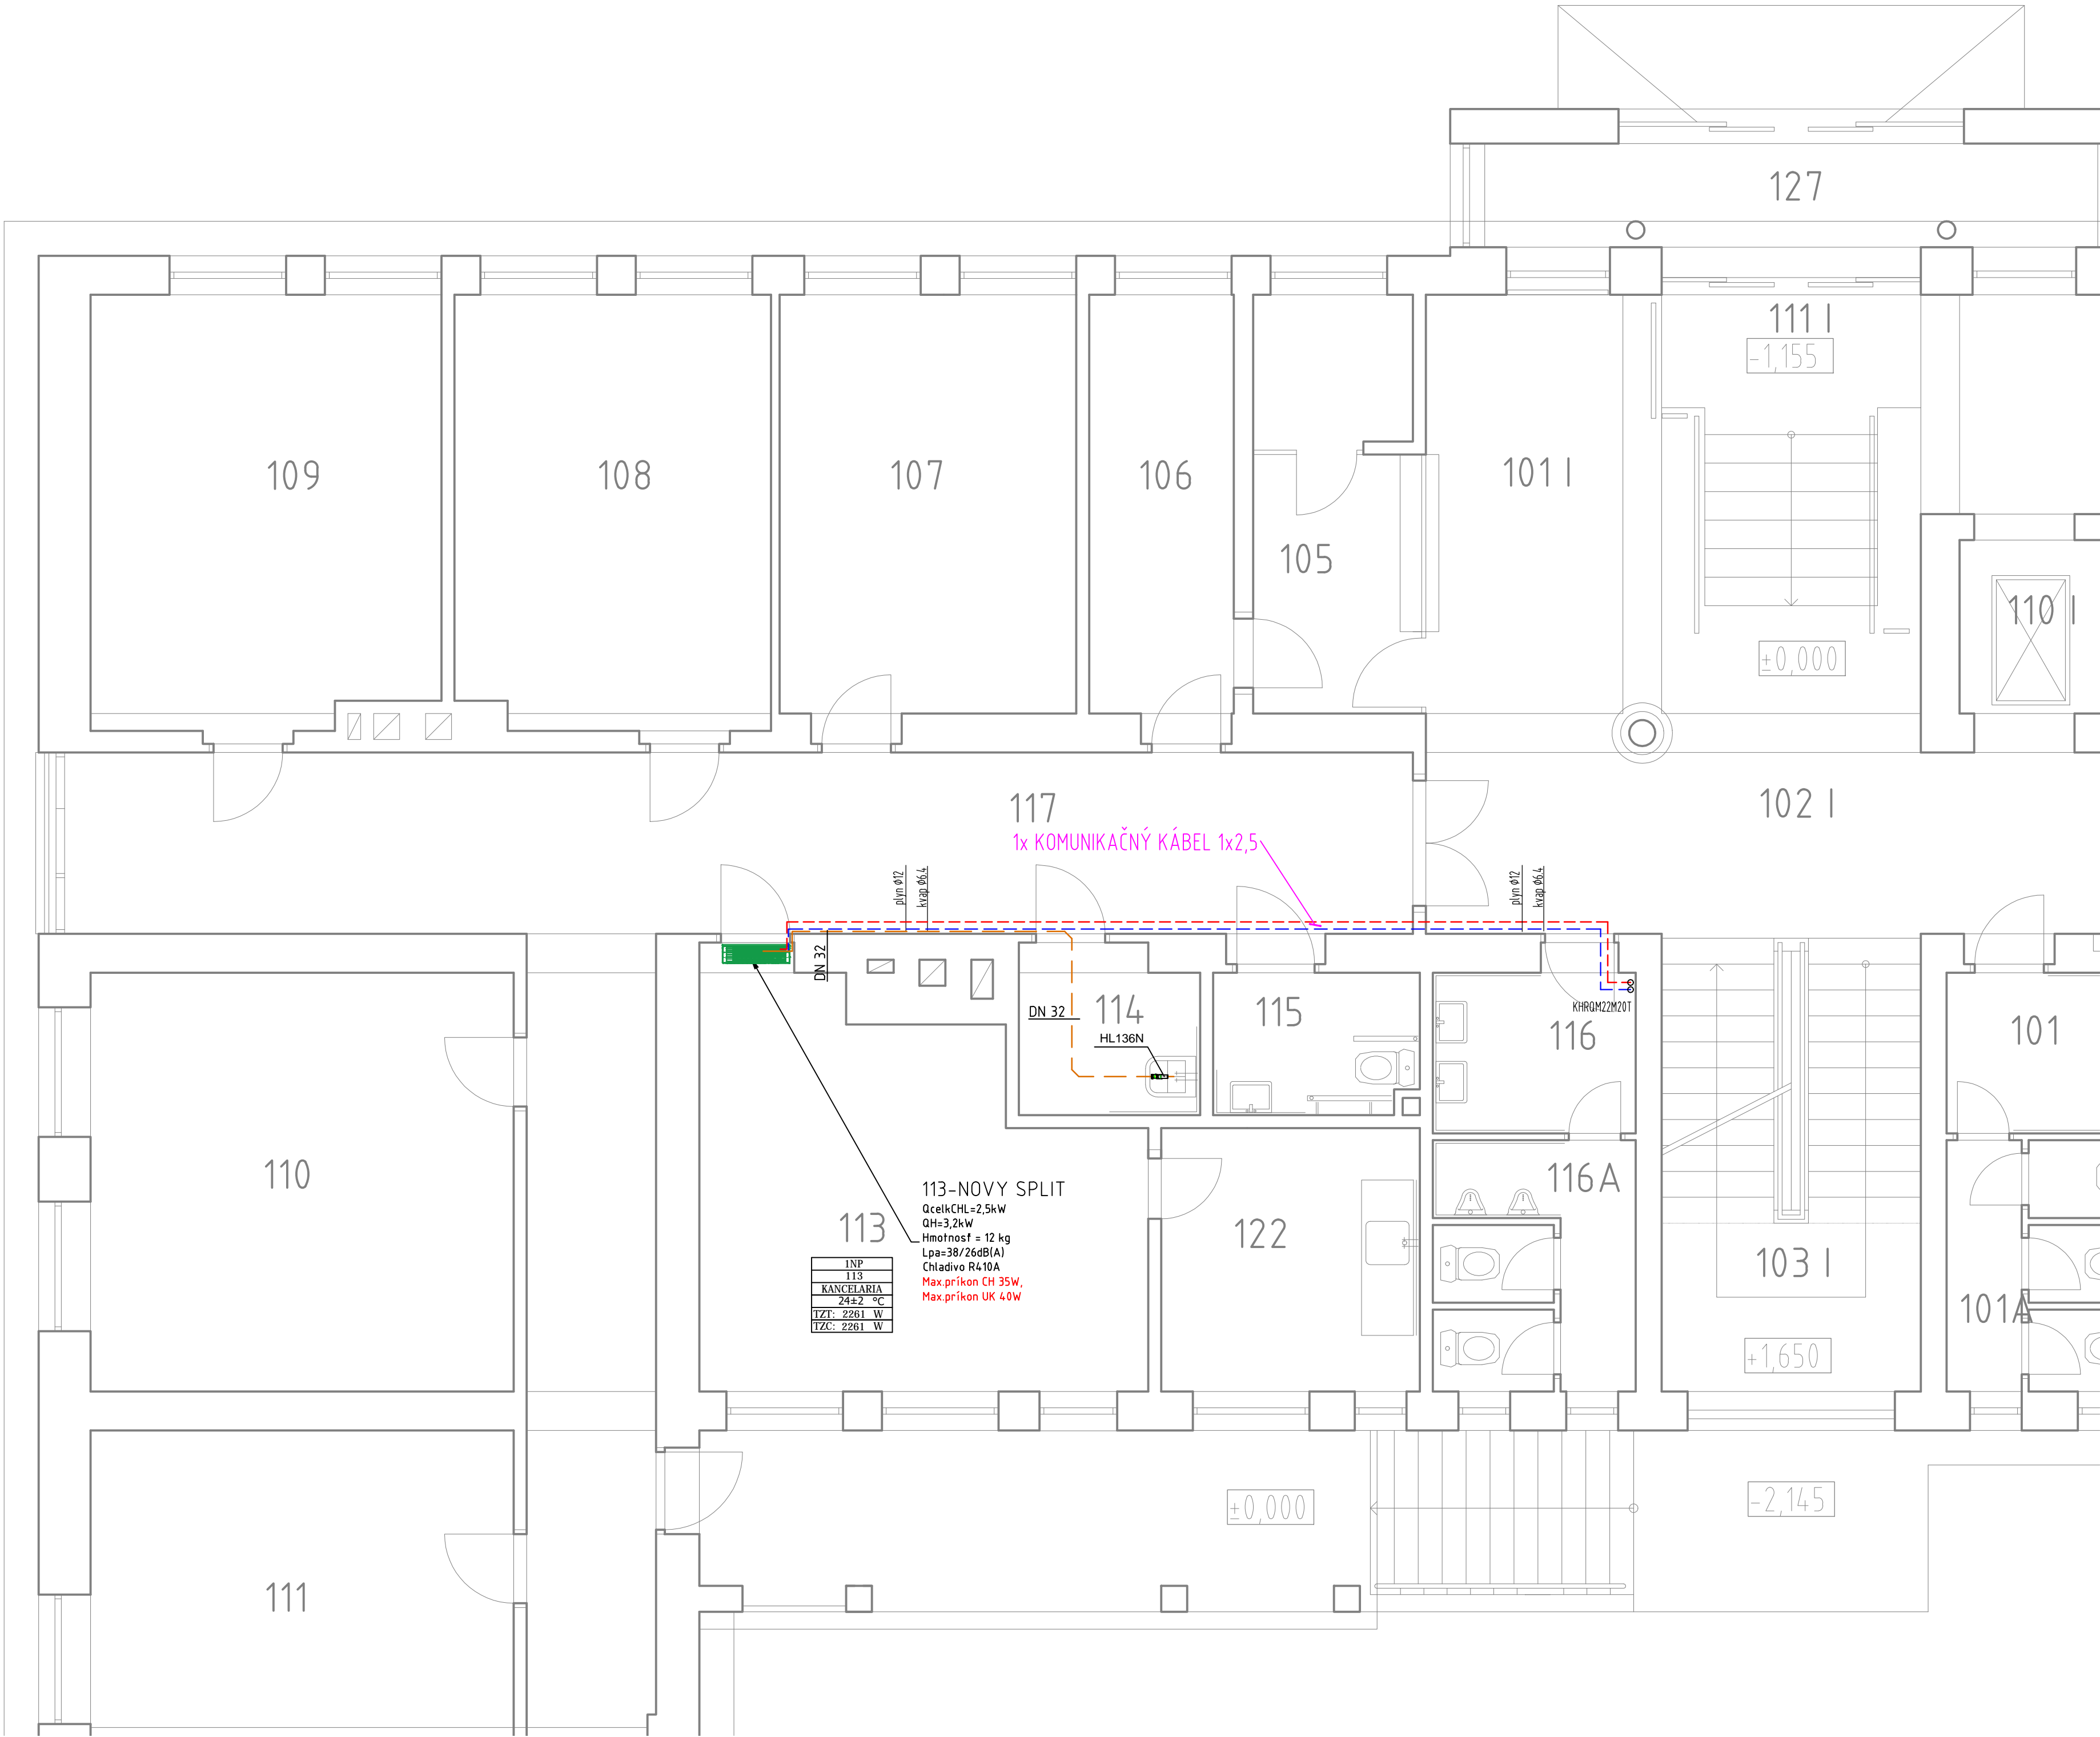 127
111 I
-1,155
109
108
107
106
101 I
105
110 I
±0,000
117
102 I
1x KOMUNIKAČNÝ KÁBEL 1x2,5
plyn Ø12
kvap Ø6.4
plyn Ø12
kvap Ø6.4
DN 32
KHRQM22M20T
DN 32
114
115
116
101
HL136N
110
113-NOVY SPLIT
QcelkCHL=2,5kW
QH=3,2kW
Hmotnosť = 12 kg
Lpa=38/26dB(A)
Chladivo R410A
Max.príkon CH 35W,
Max.príkon UK 40W
113
1NP
113
KANCELARIA
24±2 °C
TZT: 2261 W
TZC: 2261 W
122
116A
103 I
101A
+1,650
±0,000
-2,145
111